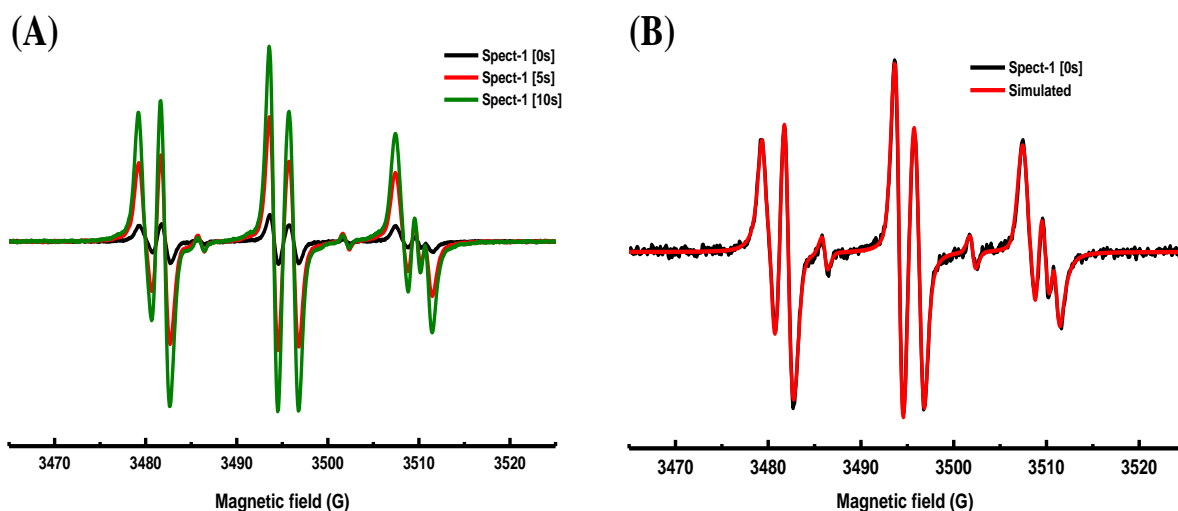 (A)
Spect-1 [0s]
Spect-1 [5s]
Spect-1 [10s]
3470 3480 3490 3500 3510 3520
Magnetic field (G)
(B)
Spect-1 [0s]
Simulated
3470 3480 3490 3500 3510 3520
Magnetic field (G)